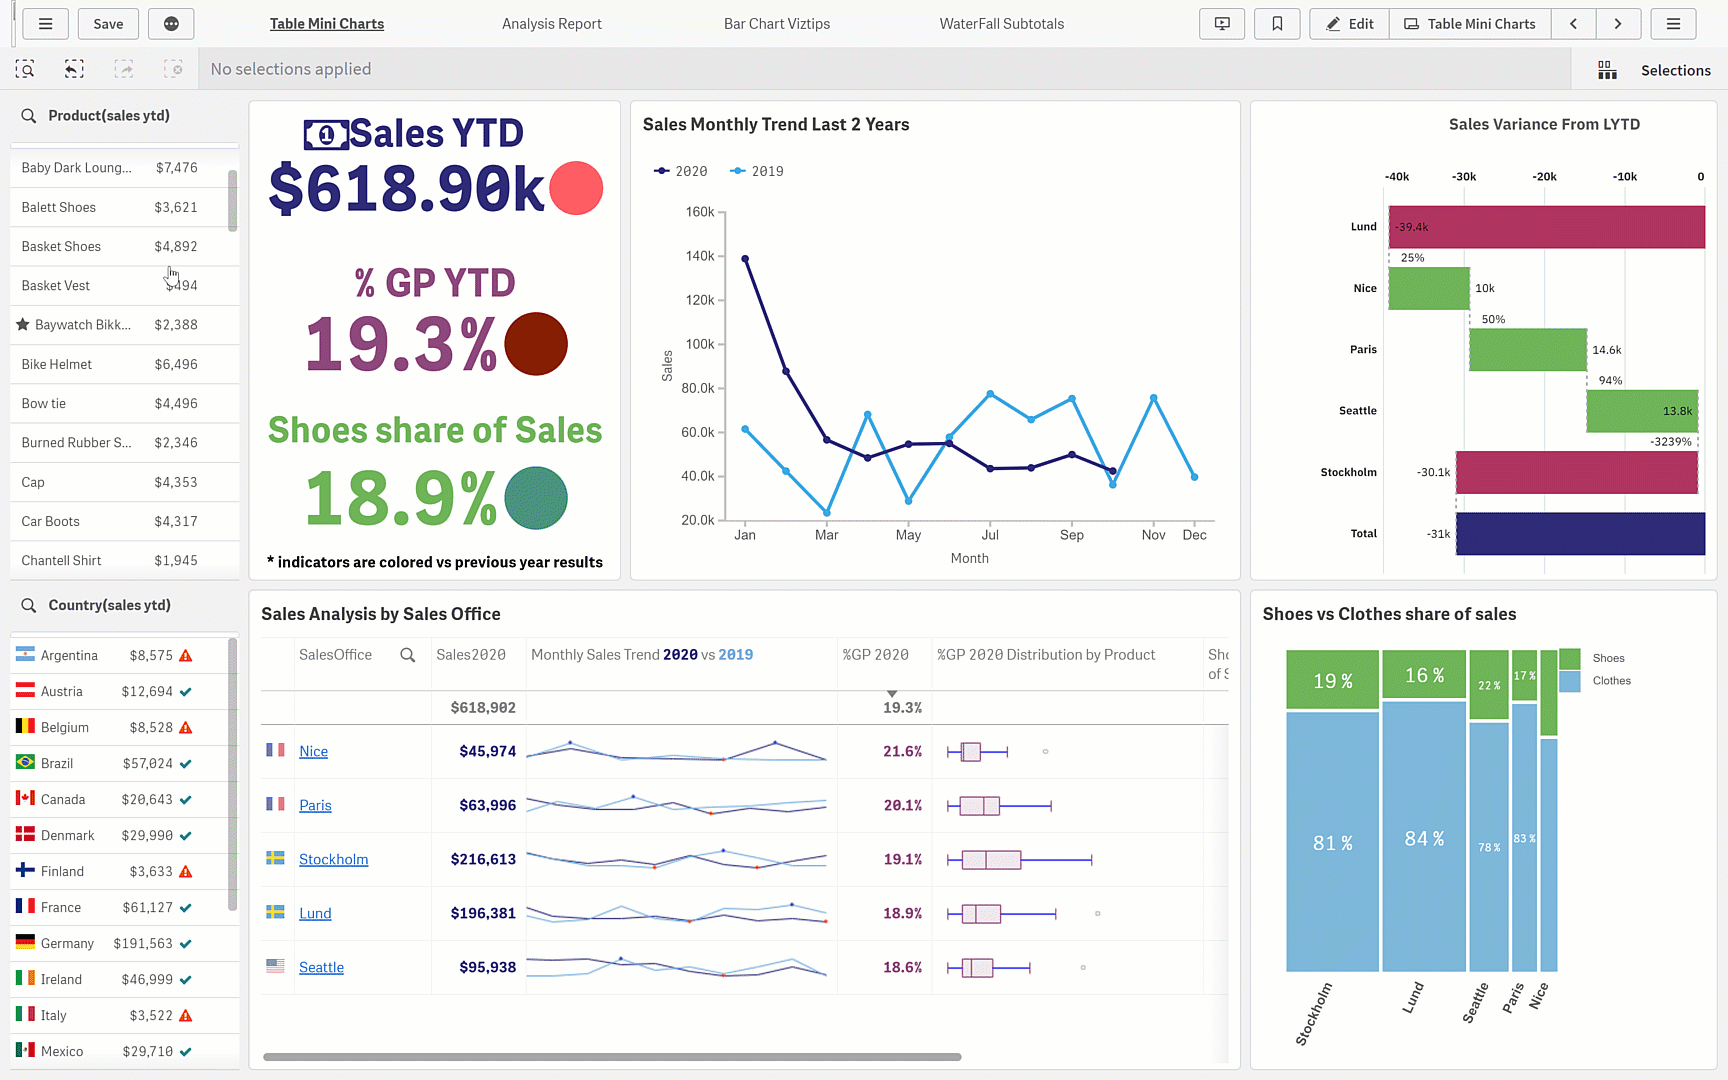 Save
Table Mini Charts
Analysis Report
Bar Chart Viztips
WaterFall Subtotals
Edit
Table Mini Charts
No selections applied
Selections
Product(sales ytd)
Baby Dark Loung... $7,476
Balett Shoes $3,621
Basket Shoes $4,892
Basket Vest $494
Baywatch Bikk... $2,388
Bike Helmet $6,496
Bow tie $4,496
Burned Rubber S... $2,346
Cap $4,353
Car Boots $4,317
Chantell Shirt $1,945
Sales YTD
$618.90k
% GP YTD
19.3%
Shoes share of Sales
18.9%
* indicators are colored vs previous year results
Sales Monthly Trend Last 2 Years
2020 2019
160k
140k
120k
100k
80.0k
60.0k
40.0k
20.0k
Sales
Jan Mar May Jul Sep Nov Dec
Month
Sales Variance From LYTD
-40k -30k -20k -10k 0
Lund -39.4k
25%
Nice 10k
50%
Paris 14.6k
94%
Seattle 13.8k
-3239%
Stockholm -30.1k
Total -31k
Country(sales ytd)
Argentina $8,575
Austria $12,694
Belgium $8,528
Brazil $57,024
Canada $20,643
Denmark $29,990
Finland $3,633
France $61,127
Germany $191,563
Ireland $46,999
Italy $3,522
Mexico $29,710
Sales Analysis by Sales Office
SalesOffice Sales2020 Monthly Sales Trend 2020 vs 2019 %GP 2020 %GP 2020 Distribution by Product
$618,902 19.3%
Nice $45,974 21.6%
Paris $63,996 20.1%
Stockholm $216,613 19.1%
Lund $196,381 18.9%
Seattle $95,938 18.6%
Shoes vs Clothes share of sales
Shoes
Clothes
19 % 16 % 22 % 17 %
81 % 84 % 78 % 83 %
Stockholm Lund Seattle Paris Nice